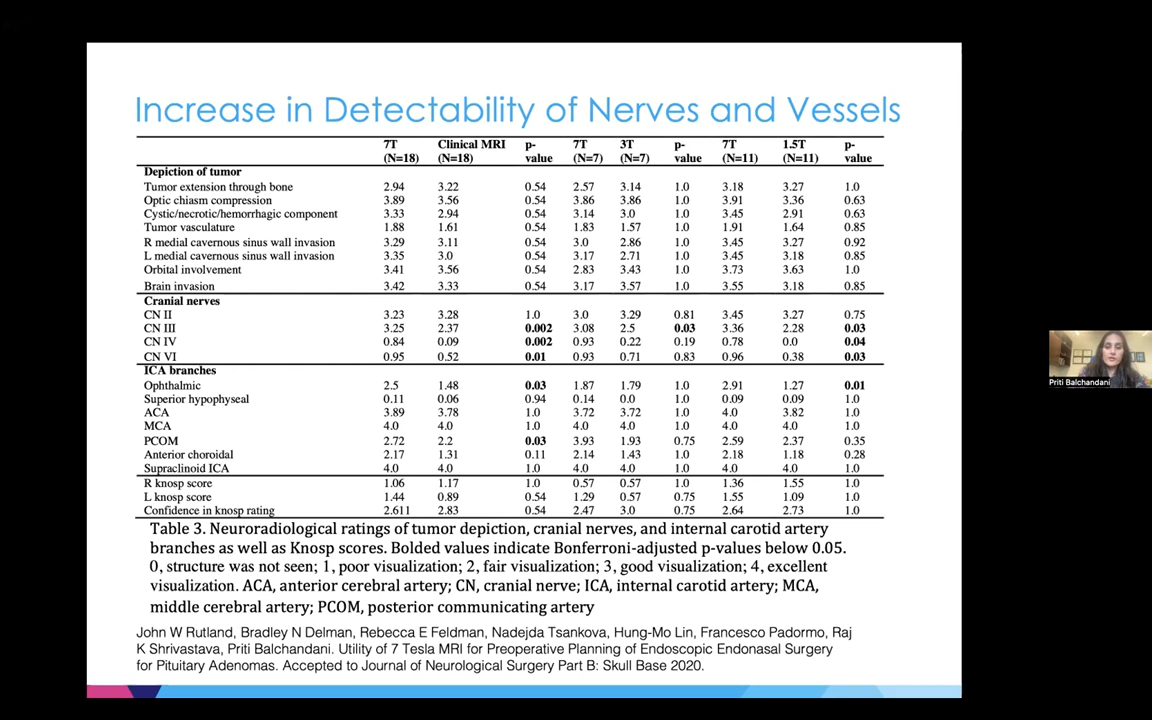 Increase in Detectability of Nerves and Vessels
7T Clinical MRI p- 7T 3T p- 7T 1.5T p-
(N=18) (N=18) value (N=7) (N=7) value (N=11) (N=11) value
Depiction of tumor
Tumor extension through bone 2.94 3.22 0.54 2.57 3.14 1.0 3.18 3.27 1.0
Optic chiasm compression 3.89 3.56 0.54 3.86 3.86 1.0 3.91 3.36 0.63
Cystic/necrotic/hemorrhagic component 3.33 2.94 0.54 3.14 3.0 1.0 3.45 2.91 0.63
Tumor vasculature 1.88 1.61 0.54 1.83 1.57 1.0 1.91 1.64 0.85
R medial cavernous sinus wall invasion 3.29 3.11 0.54 3.0 2.86 1.0 3.45 3.27 0.92
L medial cavernous sinus wall invasion 3.35 3.0 0.54 3.17 2.71 1.0 3.45 3.18 0.85
Orbital involvement 3.41 3.56 0.54 2.83 3.43 1.0 3.73 3.63 1.0
Brain invasion 3.42 3.33 0.54 3.17 3.57 1.0 3.55 3.18 0.85
Cranial nerves
CN II 3.23 3.28 1.0 3.0 3.29 0.81 3.45 3.27 0.75
CN III 3.25 2.37 0.002 3.08 2.5 0.03 3.36 2.28 0.03
CN IV 0.84 0.09 0.002 0.93 0.22 0.19 0.78 0.0 0.04
CN VI 0.95 0.52 0.01 0.93 0.71 0.83 0.96 0.38 0.03
ICA branches
Ophthalmic 2.5 1.48 0.03 1.87 1.79 1.0 2.91 1.27 0.01
Superior hypophyseal 0.11 0.06 0.94 0.14 0.0 1.0 0.09 0.09 1.0
ACA 3.89 3.78 1.0 3.72 3.72 1.0 4.0 3.82 1.0
MCA 4.0 4.0 1.0 4.0 4.0 1.0 4.0 4.0 1.0
PCOM 2.72 2.2 0.03 3.93 1.93 0.75 2.59 2.37 0.35
Anterior choroidal 2.17 1.31 0.11 2.14 1.43 1.0 2.18 1.18 0.28
Supraclinoid ICA 4.0 4.0 1.0 4.0 4.0 1.0 4.0 4.0 1.0
R knosp score 1.06 1.17 1.0 0.57 0.57 1.0 1.36 1.55 1.0
L knosp score 1.44 0.89 0.54 1.29 0.57 0.75 1.55 1.09 1.0
Confidence in knosp rating 2.611 2.83 0.54 2.47 3.0 0.75 2.64 2.73 1.0
Table 3. Neuroradiological ratings of tumor depiction, cranial nerves, and internal carotid artery
branches as well as Knosp scores. Bolded values indicate Bonferroni-adjusted p-values below 0.05.
0, structure was not seen; 1, poor visualization; 2, fair visualization; 3, good visualization; 4, excellent
visualization. ACA, anterior cerebral artery; CN, cranial nerve; ICA, internal carotid artery; MCA,
middle cerebral artery; PCOM, posterior communicating artery
John W Rutland, Bradley N Delman, Rebecca E Feldman, Nadejda Tsankova, Hung-Mo Lin, Francesco Padormo, Raj
K Shrivastava, Priti Balchandani. Utility of 7 Tesla MRI for Preoperative Planning of Endoscopic Endonasal Surgery
for Pituitary Adenomas. Accepted to Journal of Neurological Surgery Part B: Skull Base 2020.
Priti Balchandani